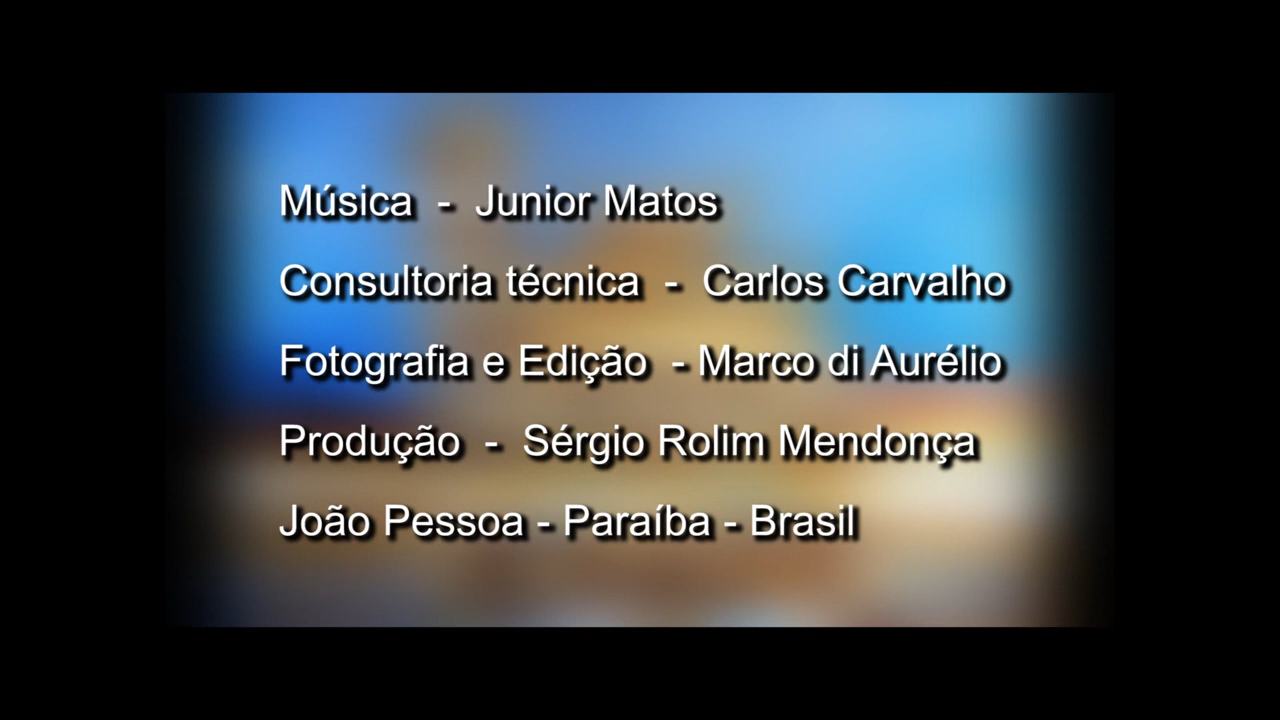 Música - Junior Matos
Consultoria técnica - Carlos Carvalho
Fotografia e Edição - Marco di Aurélio
Produção - Sérgio Rolim Mendonça
João Pessoa - Paraíba - Brasil